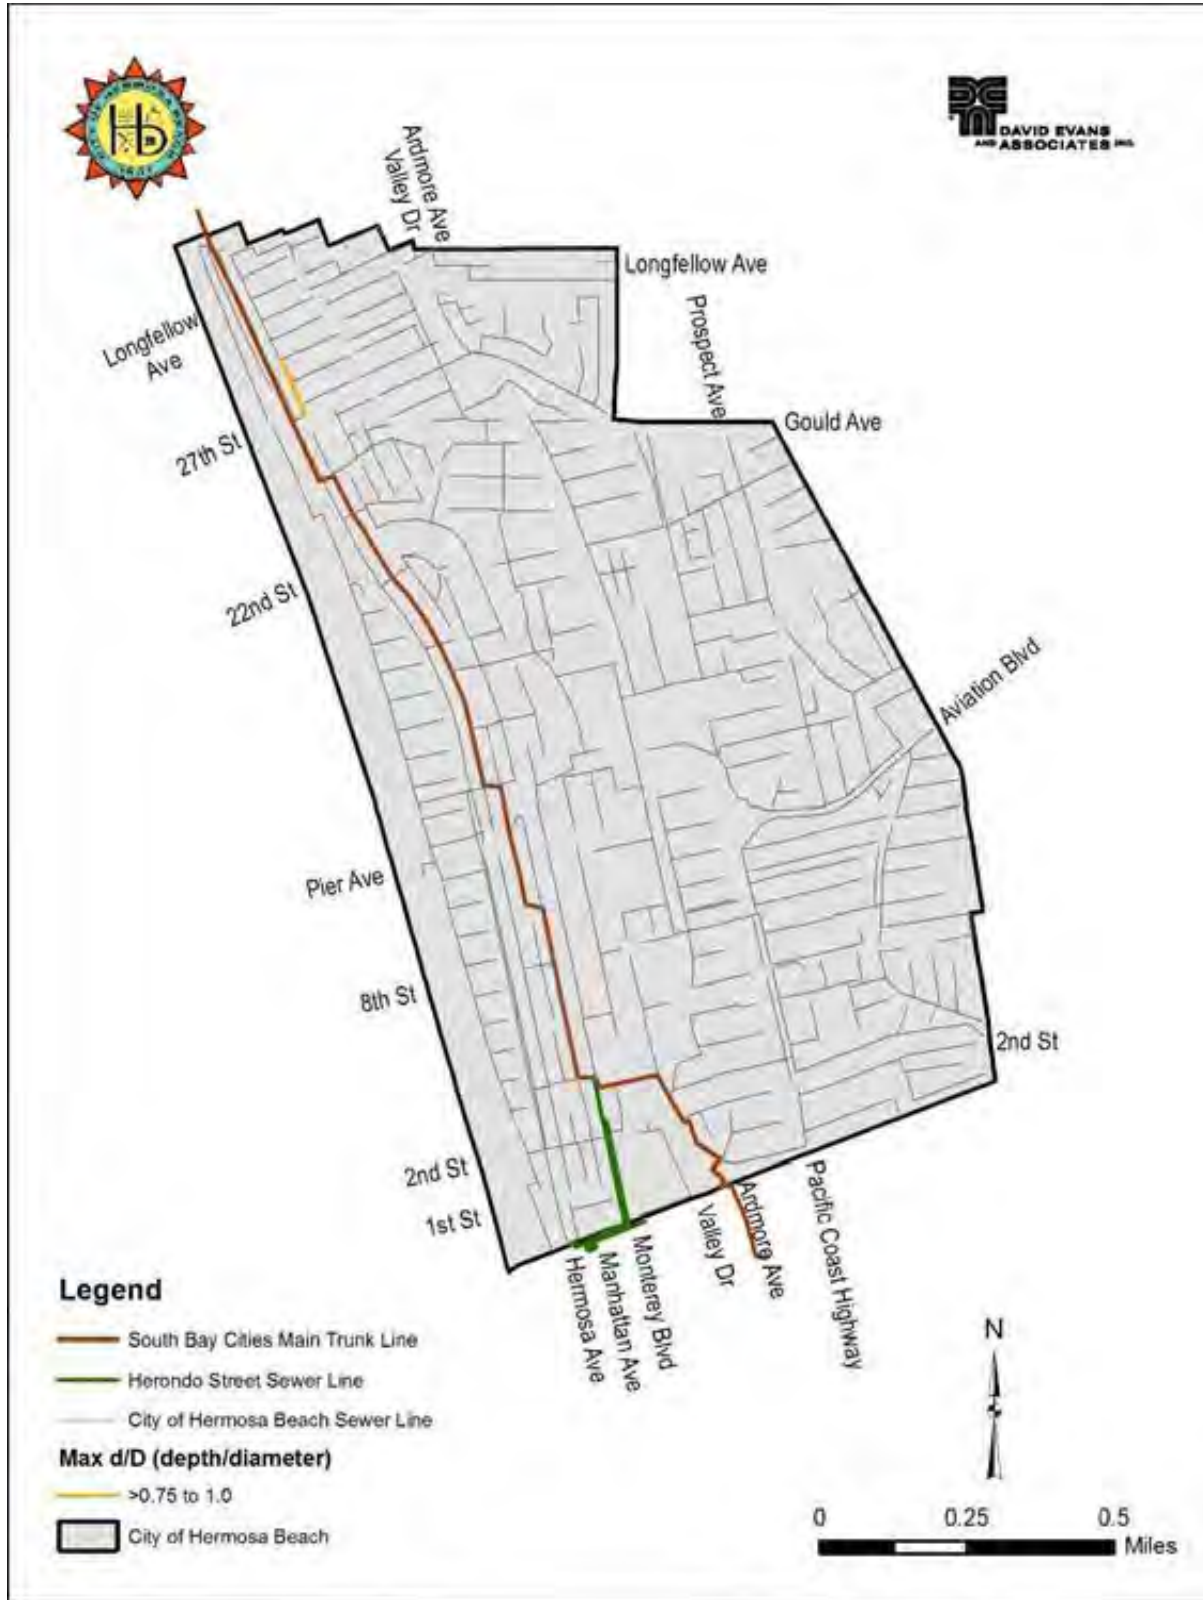 Hb
DAVID EVANS
AND ASSOCIATES INC.
Ardmore Ave
Valley Dr
Longfellow Ave
Prospect Ave
Longfellow
Ave
Gould Ave
27th St
22nd St
Aviation Blvd
Pier Ave
8th St
2nd St
2nd St
1st St
Hermosa Ave
Manhattan Ave
Monterey Blvd
Valley Dr
Ardmore Ave
Pacific Coast Highway
Legend
South Bay Cities Main Trunk Line
Herondo Street Sewer Line
City of Hermosa Beach Sewer Line
Max d/D (depth/diameter)
>0.75 to 1.0
City of Hermosa Beach
N
0 0.25 0.5
Miles